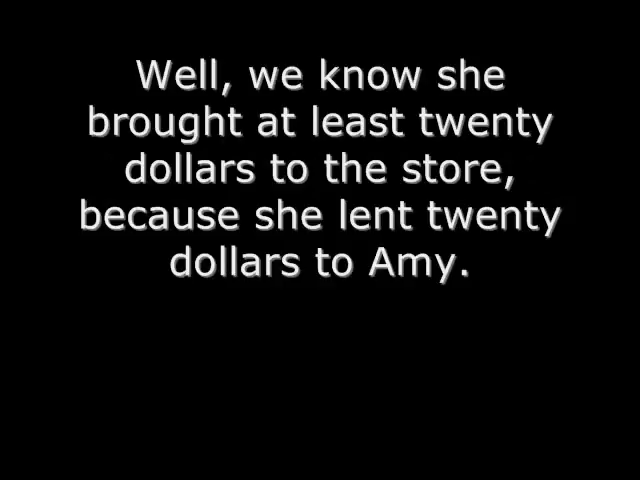 Well, we know she
brought at least twenty
dollars to the store,
because she lent twenty
dollars to Amy.